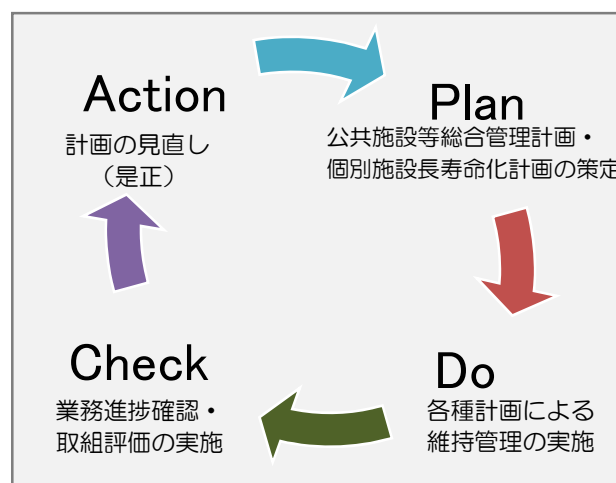 Action
計画の見直し
（是正）
Plan
公共施設等総合管理計画・
個別施設長寿命化計画の策定
Check
業務進捗確認・
取組評価の実施
Do
各種計画による
維持管理の実施